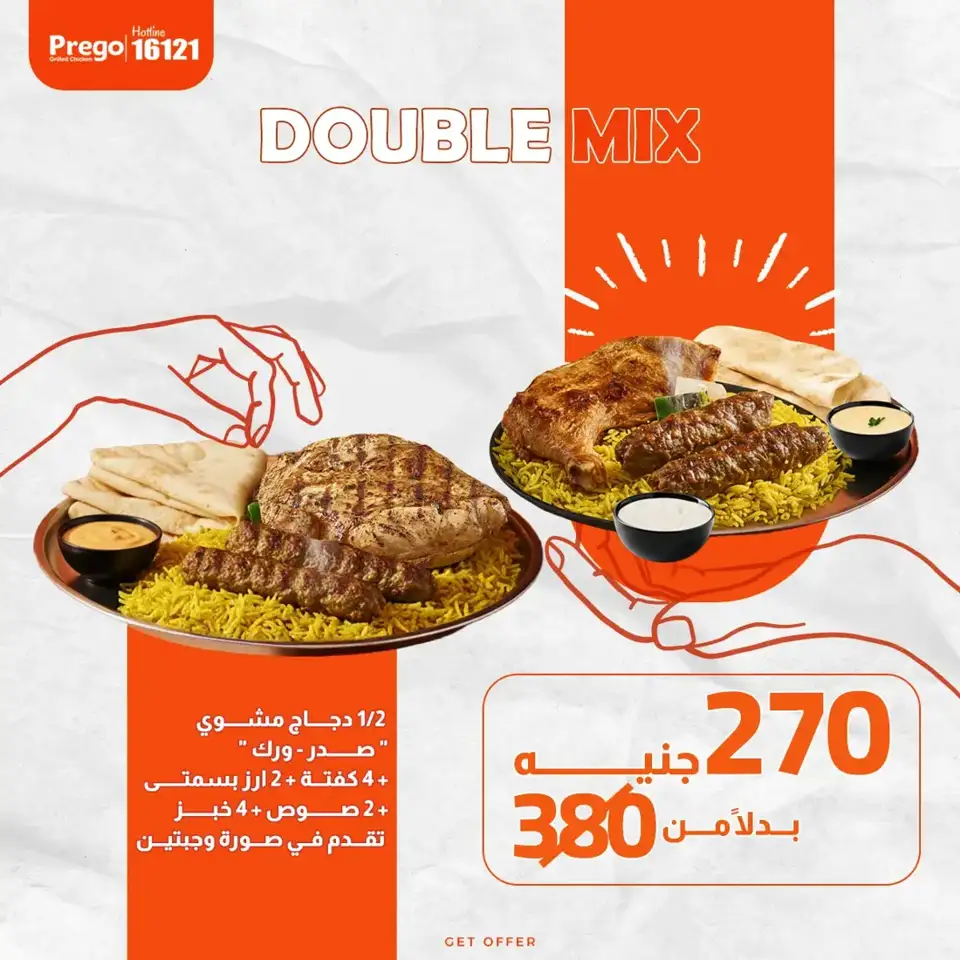 Prego
Grilled Chicken
Hotline
16121
DOUBLE MIX
1/2 دجاج مشوي
" صدر - ورك "
+ 4 كفتة + 2 ارز بسمتى
+ 2 صوص + 4 خبز
تقدم في صورة وجبتين
270 جنيه
بدلاً من 380
GET OFFER